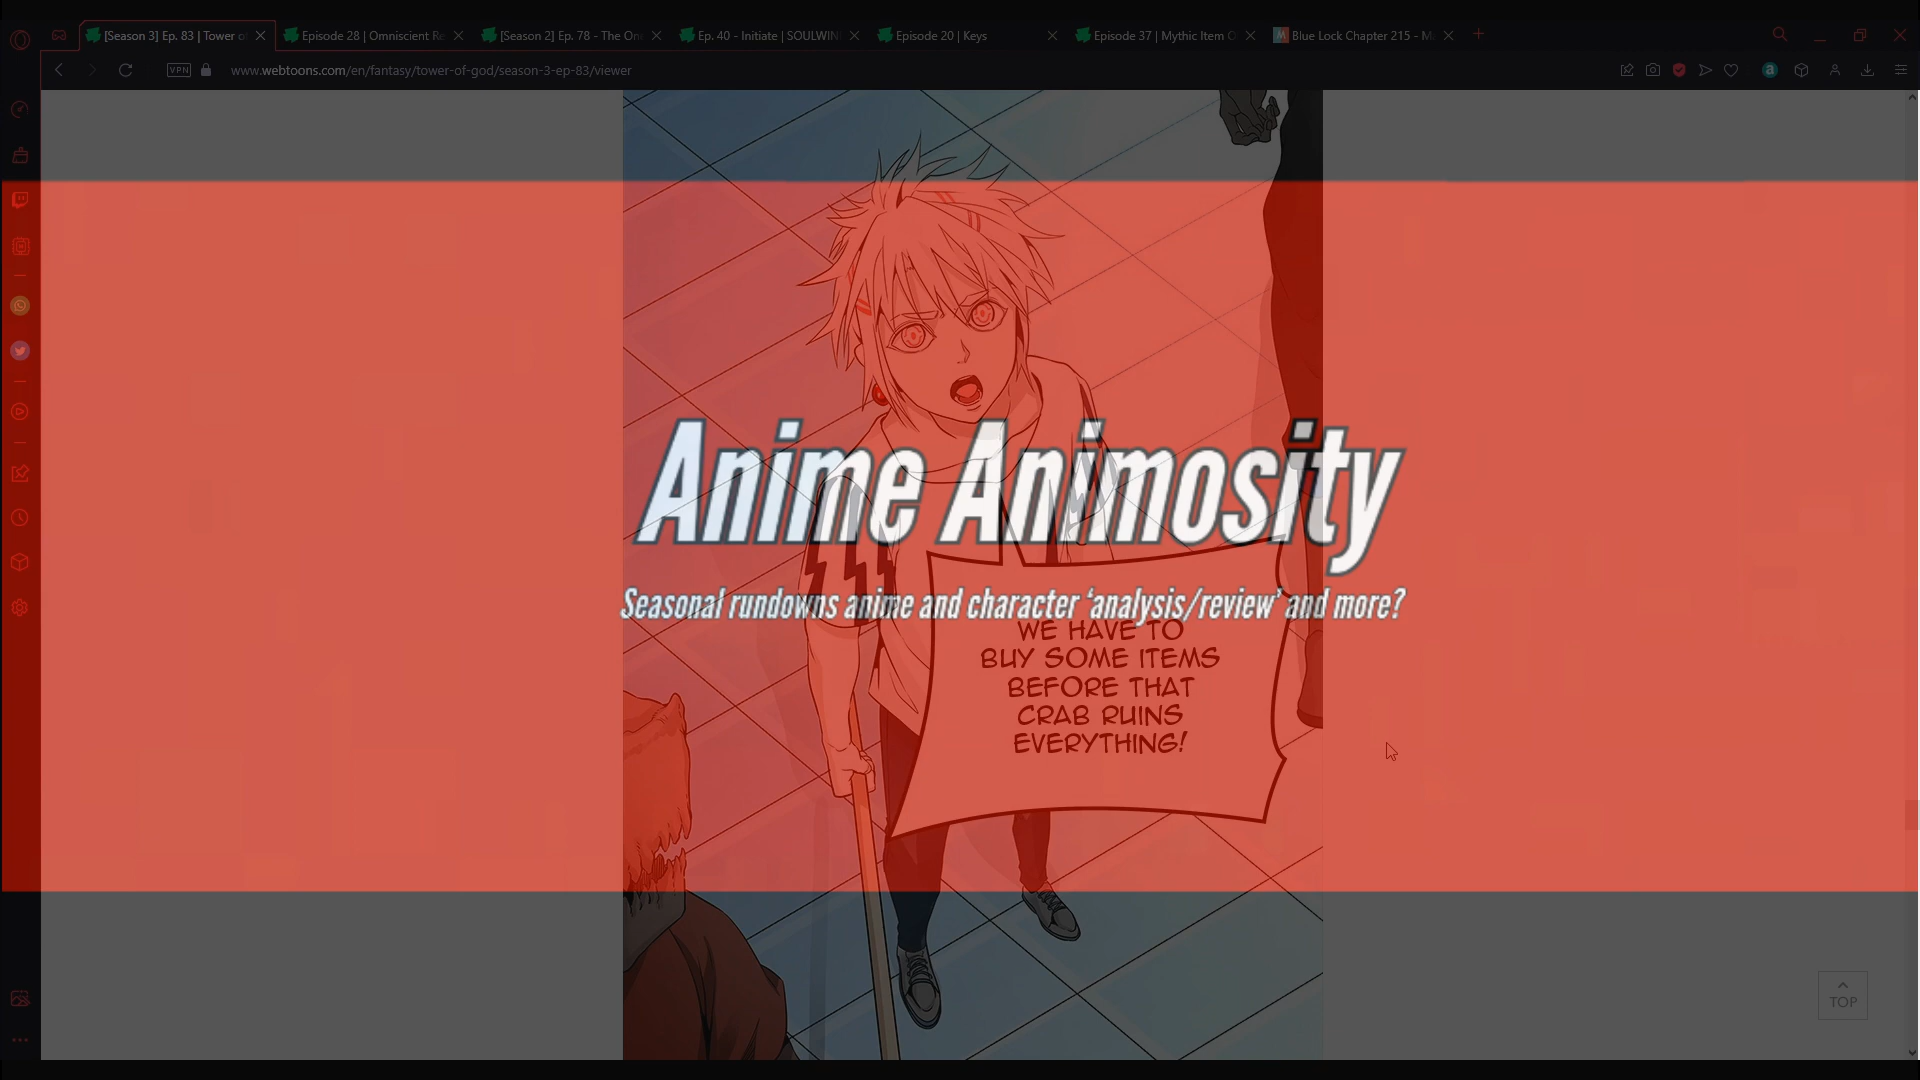 [Season 3] Ep. 83 | Tower o
Episode 28 | Omniscient Re
[Season 2] Ep. 78 - The One
Ep. 40 - Initiate | SOULWIN
Episode 20 | Keys
Episode 37 | Mythic Item O
Blue Lock Chapter 215 - M
VPN
www.webtoons.com/en/fantasy/tower-of-god/season-3-ep-83/viewer
Anime Animosity
Seasonal rundowns anime and character ‘analysis/review’ and more?
WE HAVE TO
BUY SOME ITEMS
BEFORE THAT
CRAB RUINS
EVERYTHING!
TOP